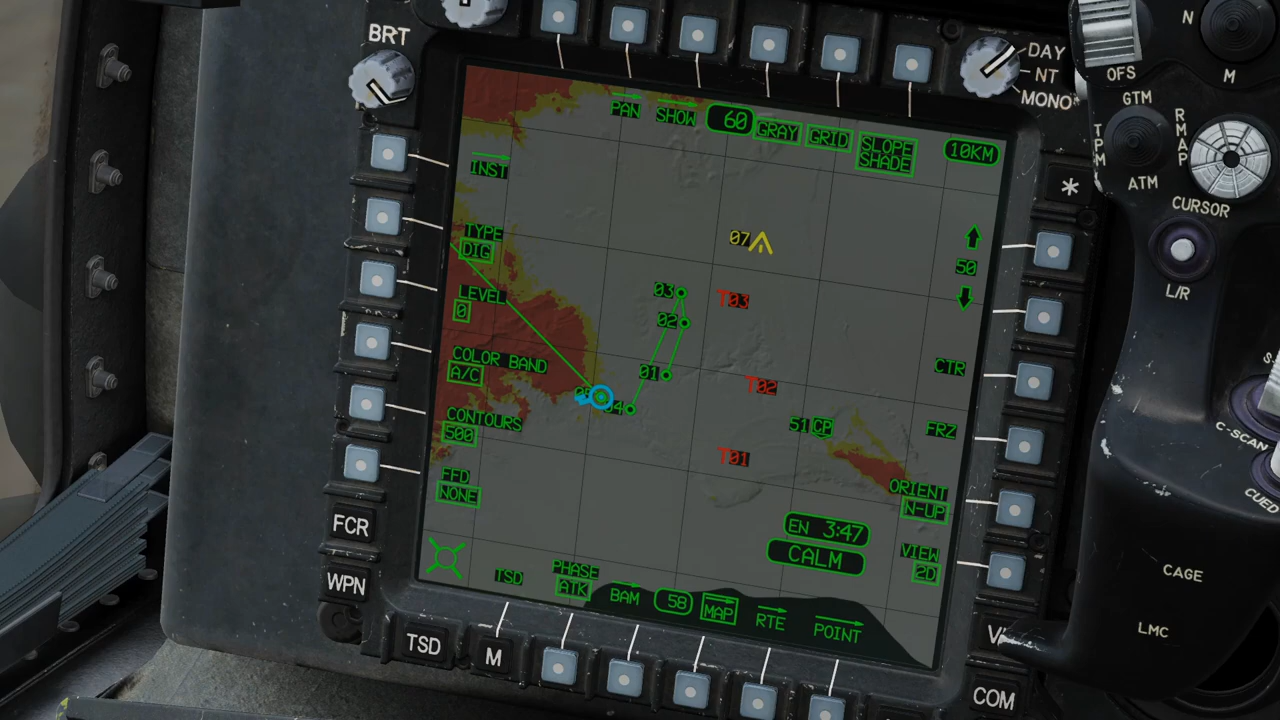 BRT
DAY
NT
MONO
N
M
OFS
GTM
RMAP
TPM
ATM
CURSOR
L/R
PAN
SHOW
60
GRAY
GRID
SLOPE
SHADE
10KM
INST
*
TYPE
DIG
07
50
LEVEL
0
03
T03
02
COLOR BAND
A/C
01
T02
CTR
04
CONTOURS
500
51 CP
FRZ
T01
FFD
NONE
ORIENT
N-UP
EN 3:47
CALM
VIEW
2D
FCR
WPN
TSD
PHASE
ATK
BAM
58
MAP
RTE
POINT
TSD
M
COM
C-SCAN
CUED
CAGE
LMC